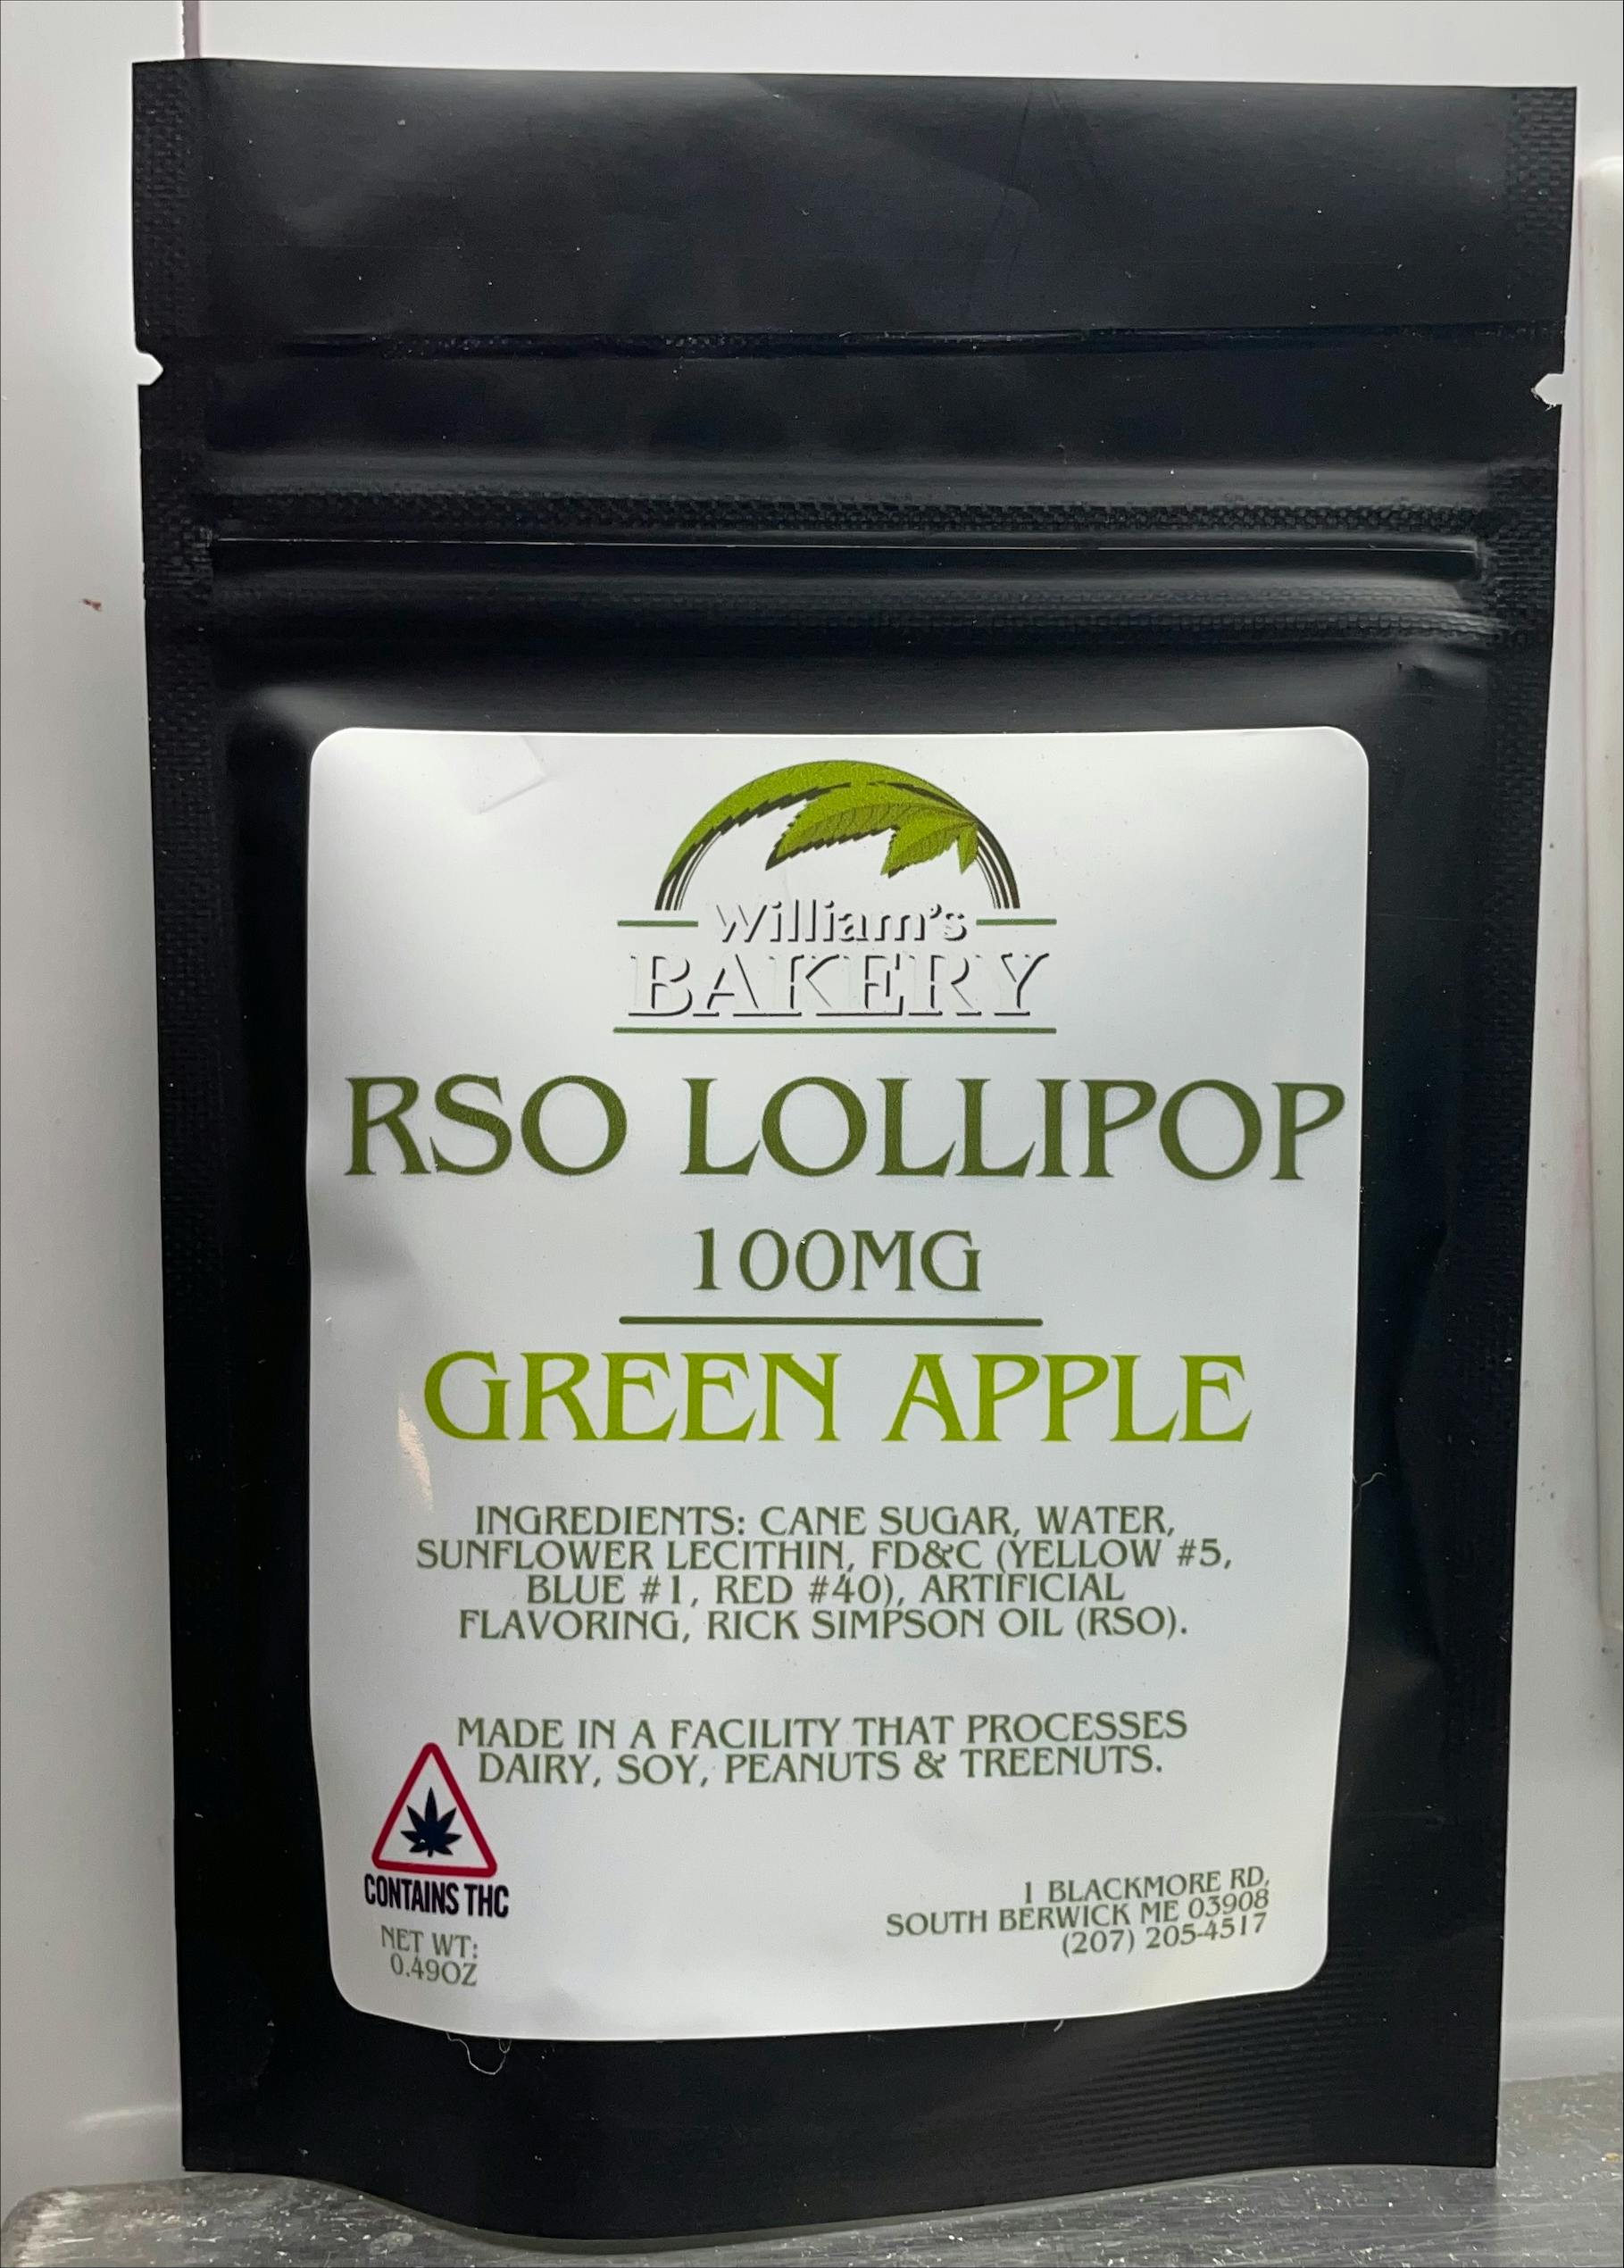 William's
BAKERY
RSO LOLLIPOP
100MG
GREEN APPLE
INGREDIENTS: CANE SUGAR, WATER,
SUNFLOWER LECITHIN, FD&C (YELLOW #5,
BLUE #1, RED #40), ARTIFICIAL
FLAVORING, RICK SIMPSON OIL (RSO).
MADE IN A FACILITY THAT PROCESSES
DAIRY, SOY, PEANUTS & TREENUTS.
CONTAINS THC
NET WT:
0.49OZ
1 BLACKMORE RD,
SOUTH BERWICK ME 03908
(207) 205-4517